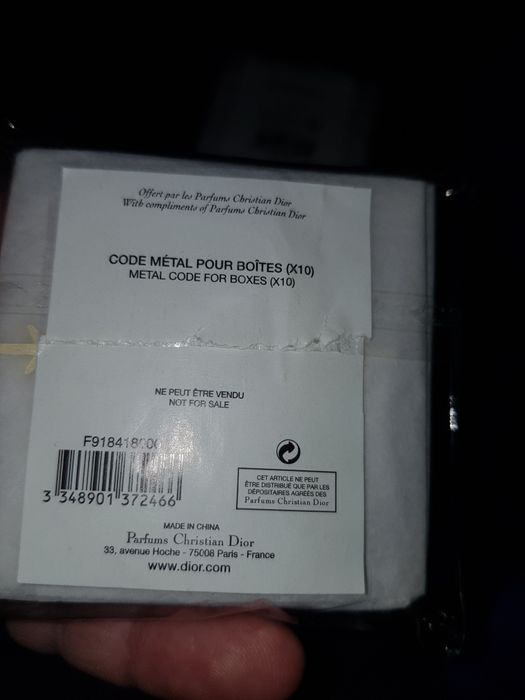 Offert par les Parfums Christian Dior
With compliments of Parfums Christian Dior
CODE MÉTAL POUR BOÎTES (X10)
METAL CODE FOR BOXES (X10)
NE PEUT ÊTRE VENDU
NOT FOR SALE
3 348901 372466
CET ARTICLE NE PEUT
ÊTRE DISTRIBUÉ QUE PAR LES
DÉPOSITAIRES AGRÉÉS DES
Parfums Christian Dior
MADE IN CHINA
Parfums Christian Dior
33, avenue Hoche - 75008 Paris - France
www.dior.com